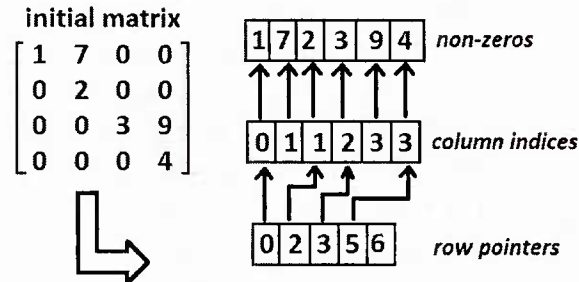 initial matrix
1 7 0 0
0 2 0 0
0 0 3 9
0 0 0 4
1 7 2 3 9 4 non-zeros
0 1 1 2 3 3 column indices
0 2 3 5 6 row pointers